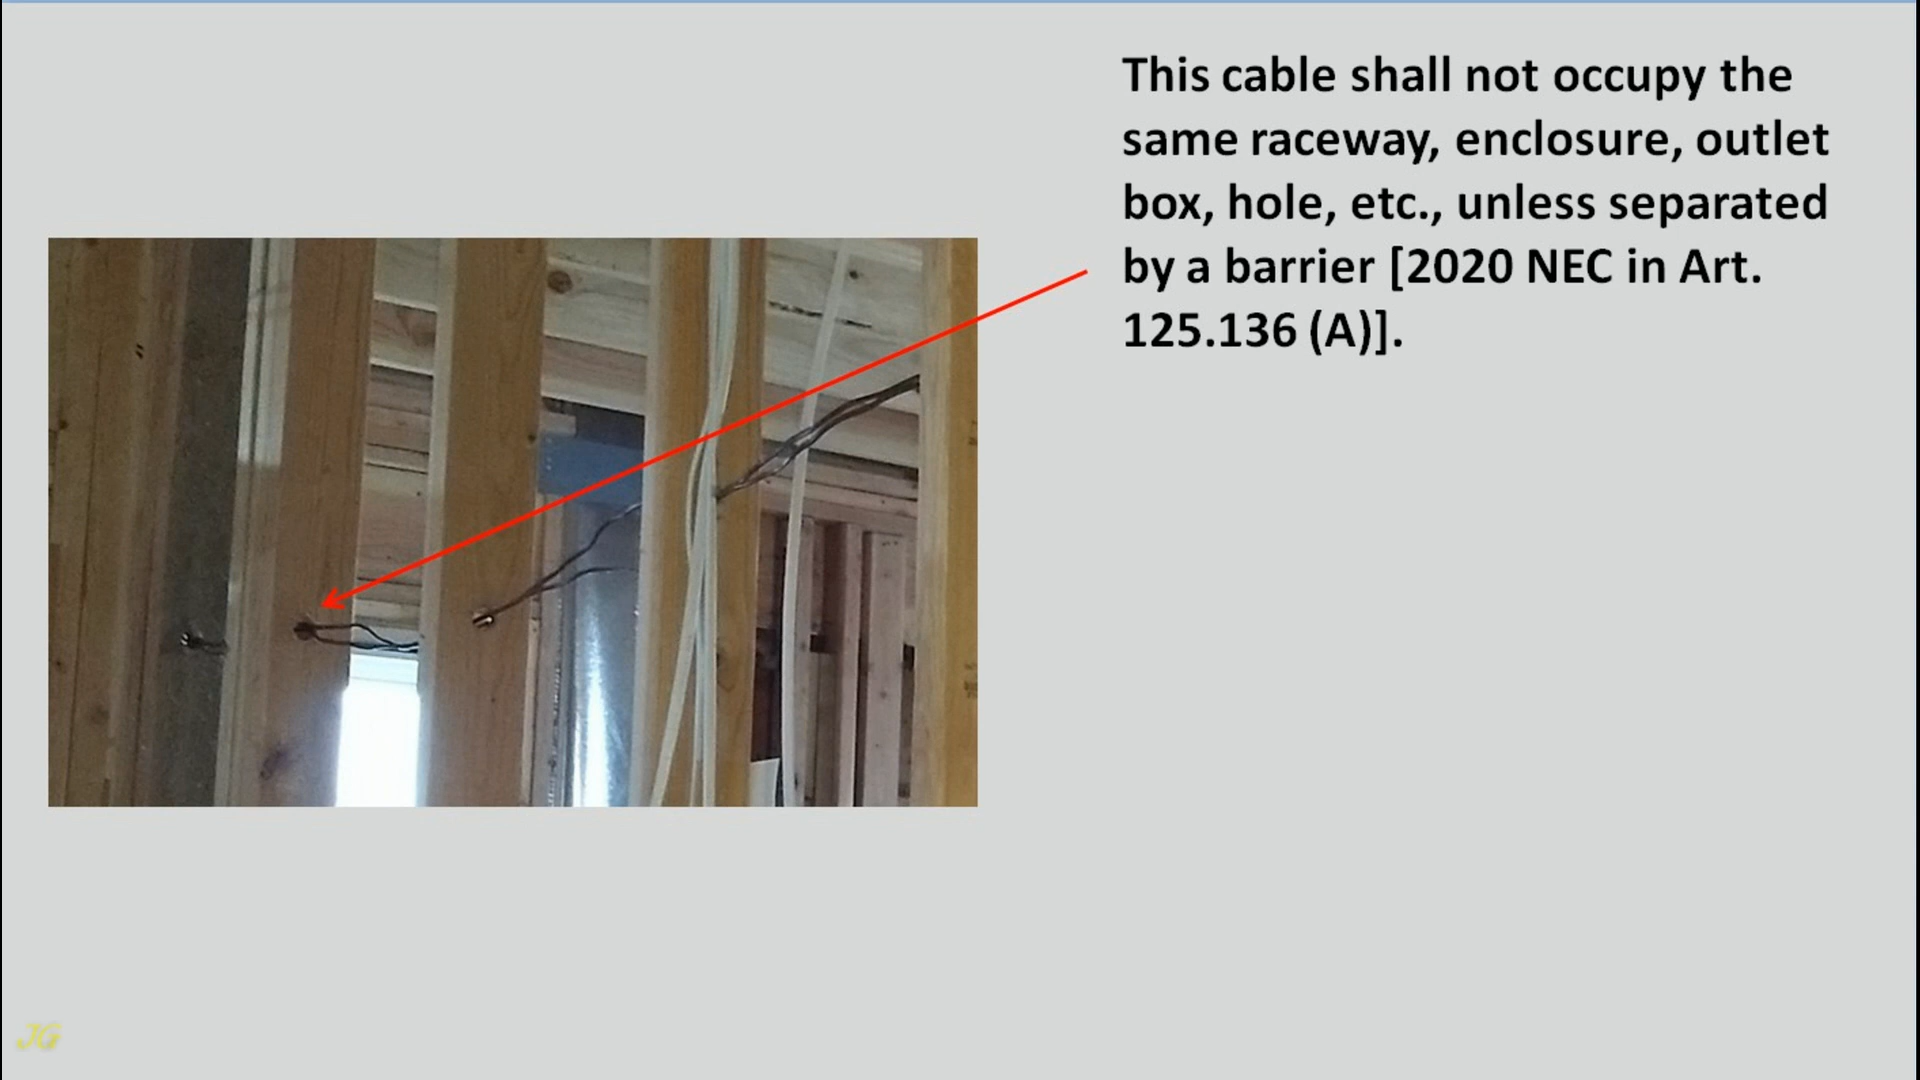 This cable shall not occupy the
same raceway, enclosure, outlet
box, hole, etc., unless separated
by a barrier [2020 NEC in Art.
125.136 (A)].
JG